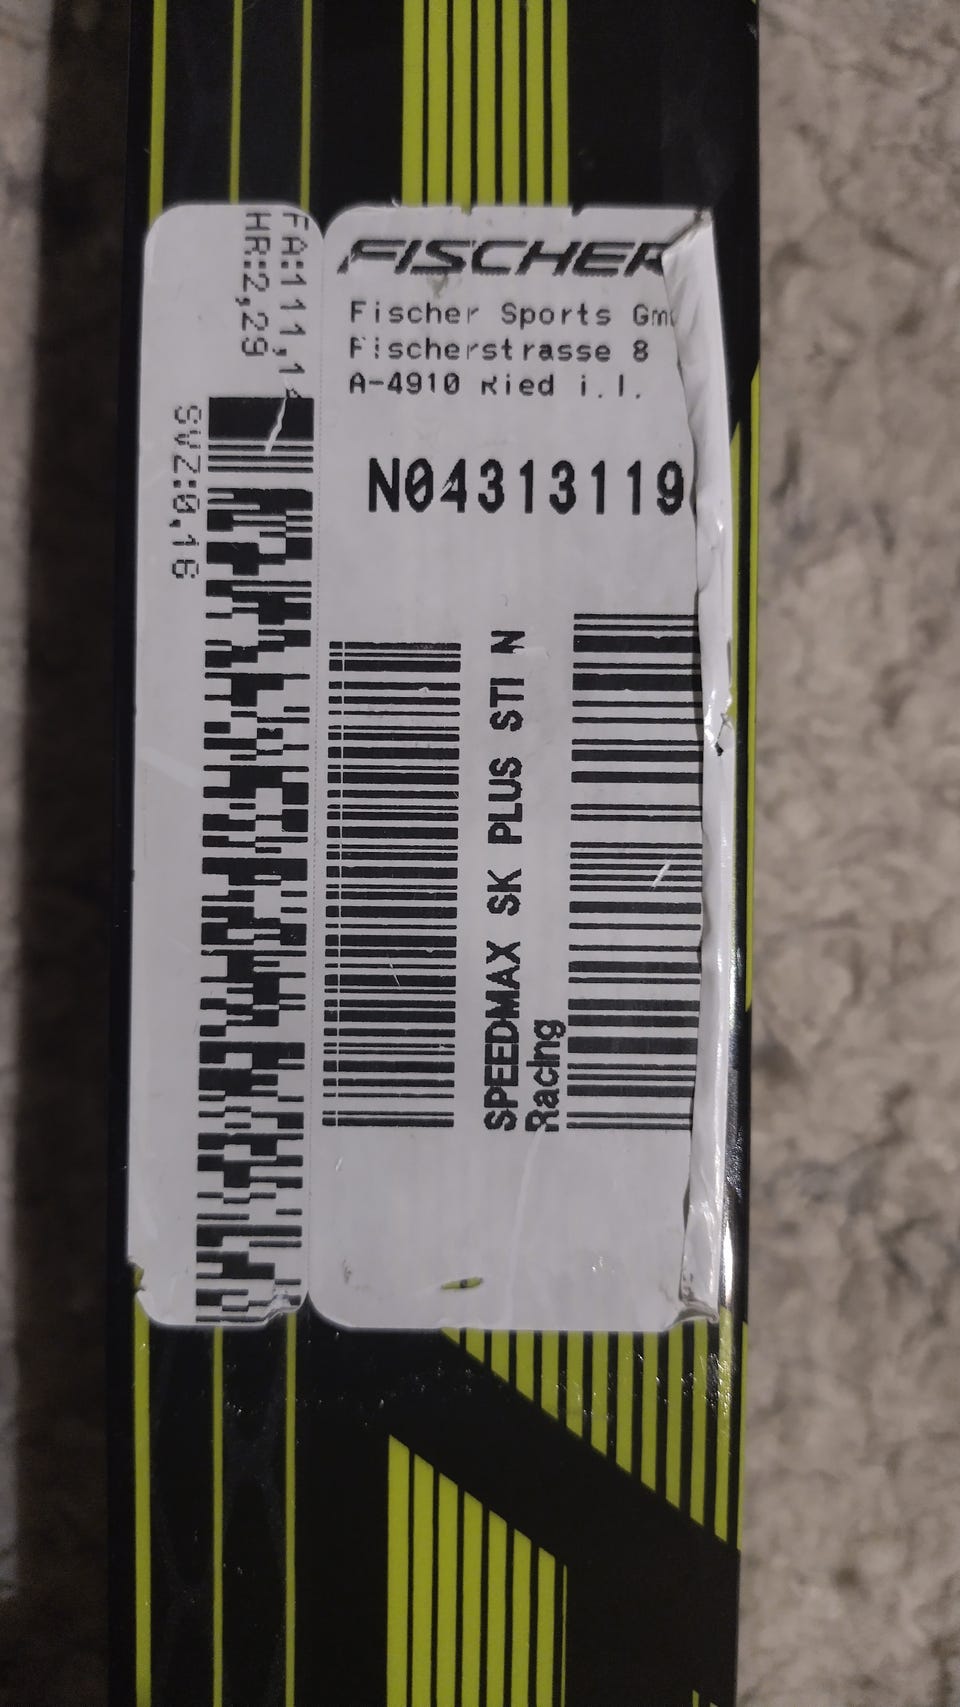 FISCHER
Fischer Sports Gm
Fischerstrasse 8
A-4910 Ried i.I.
N04313119
SPEEDMAX SK PLUS STI N
Racing
FA:111,1
HR:2,29
SVZ:0,16